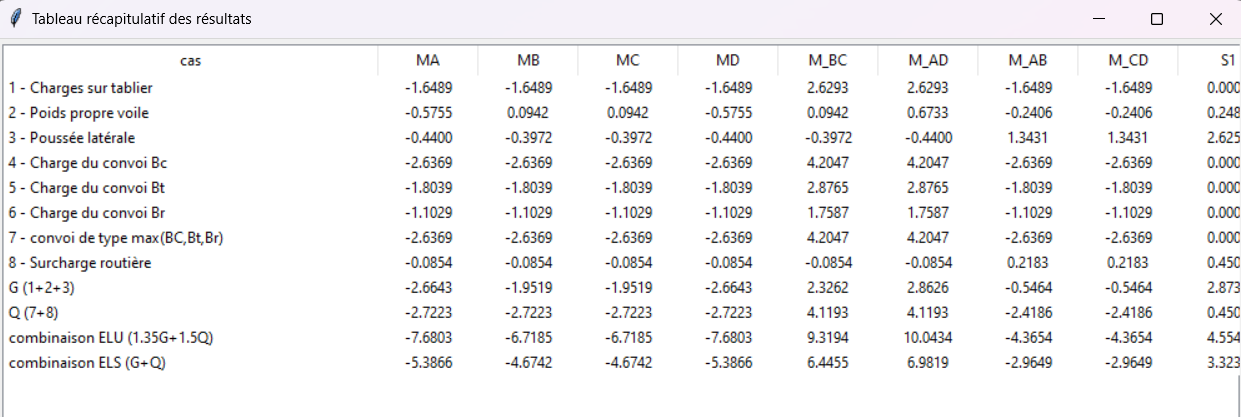 Tableau récapitulatif des résultats
cas MA MB MC MD M_BC M_AD M_AB M_CD S1
1 - Charges sur tablier -1.6489 -1.6489 -1.6489 -1.6489 2.6293 2.6293 -1.6489 -1.6489 0.000
2 - Poids propre voile -0.5755 0.0942 0.0942 -0.5755 0.0942 0.6733 -0.2406 -0.2406 0.248
3 - Poussée latérale -0.4400 -0.3972 -0.3972 -0.4400 -0.3972 -0.4400 1.3431 1.3431 2.625
4 - Charge du convoi Bc -2.6369 -2.6369 -2.6369 -2.6369 4.2047 4.2047 -2.6369 -2.6369 0.000
5 - Charge du convoi Bt -1.8039 -1.8039 -1.8039 -1.8039 2.8765 2.8765 -1.8039 -1.8039 0.000
6 - Charge du convoi Br -1.1029 -1.1029 -1.1029 -1.1029 1.7587 1.7587 -1.1029 -1.1029 0.000
7 - convoi de type max(BC,Bt,Br) -2.6369 -2.6369 -2.6369 -2.6369 4.2047 4.2047 -2.6369 -2.6369 0.000
8 - Surcharge routière -0.0854 -0.0854 -0.0854 -0.0854 -0.0854 -0.0854 0.2183 0.2183 0.450
G (1+2+3) -2.6643 -1.9519 -1.9519 -2.6643 2.3262 2.8626 -0.5464 -0.5464 2.873
Q (7+8) -2.7223 -2.7223 -2.7223 -2.7223 4.1193 4.1193 -2.4186 -2.4186 0.450
combinaison ELU (1.35G+1.5Q) -7.6803 -6.7185 -6.7185 -7.6803 9.3194 10.0434 -4.3654 -4.3654 4.554
combinaison ELS (G+Q) -5.3866 -4.6742 -4.6742 -5.3866 6.4455 6.9819 -2.9649 -2.9649 3.323